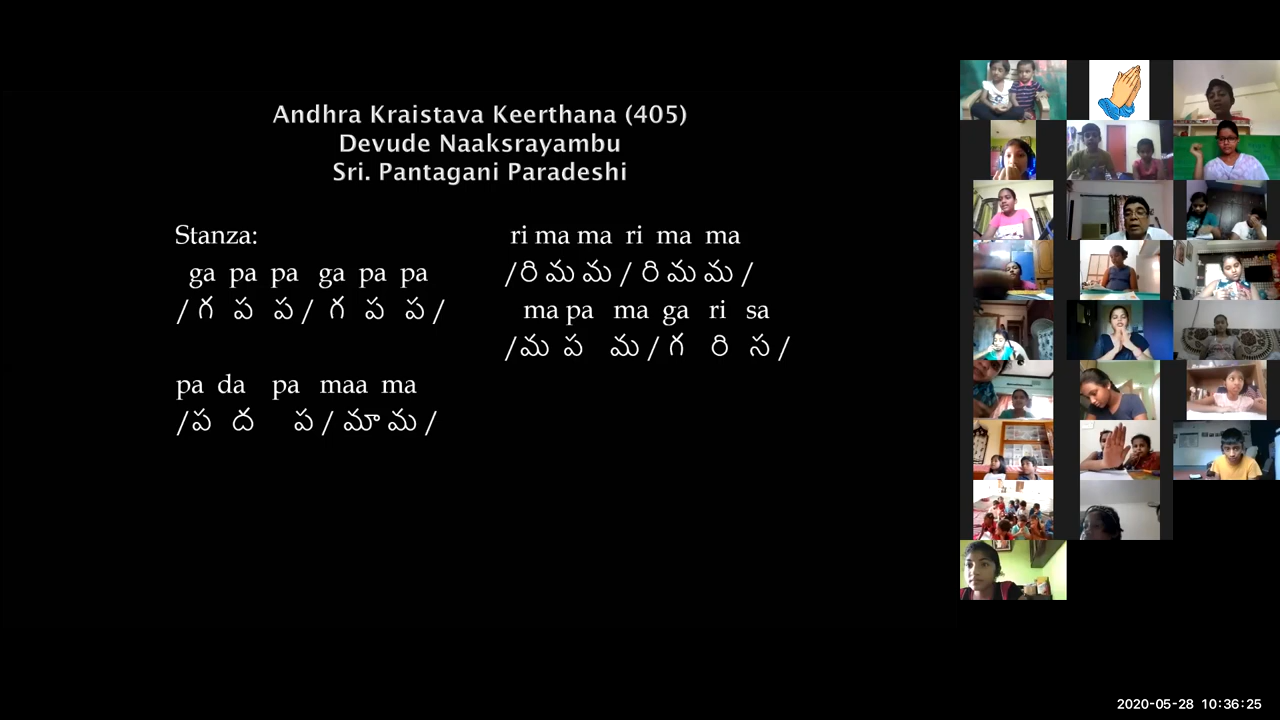 Andhra Kraistava Keerthana (405)
Devude Naaksrayambu
Sri. Pantagani Paradeshi
Stanza:
ga pa pa ga pa pa
/ గ ప ప / గ ప ప /
pa da pa maa ma
/ ప ద ప / మా మ /
ri ma ma ri ma ma
/ రి మ మ / రి మ మ /
ma pa ma ga ri sa
/ మ ప మ / గ రి స /
2020-05-28 10:36:25